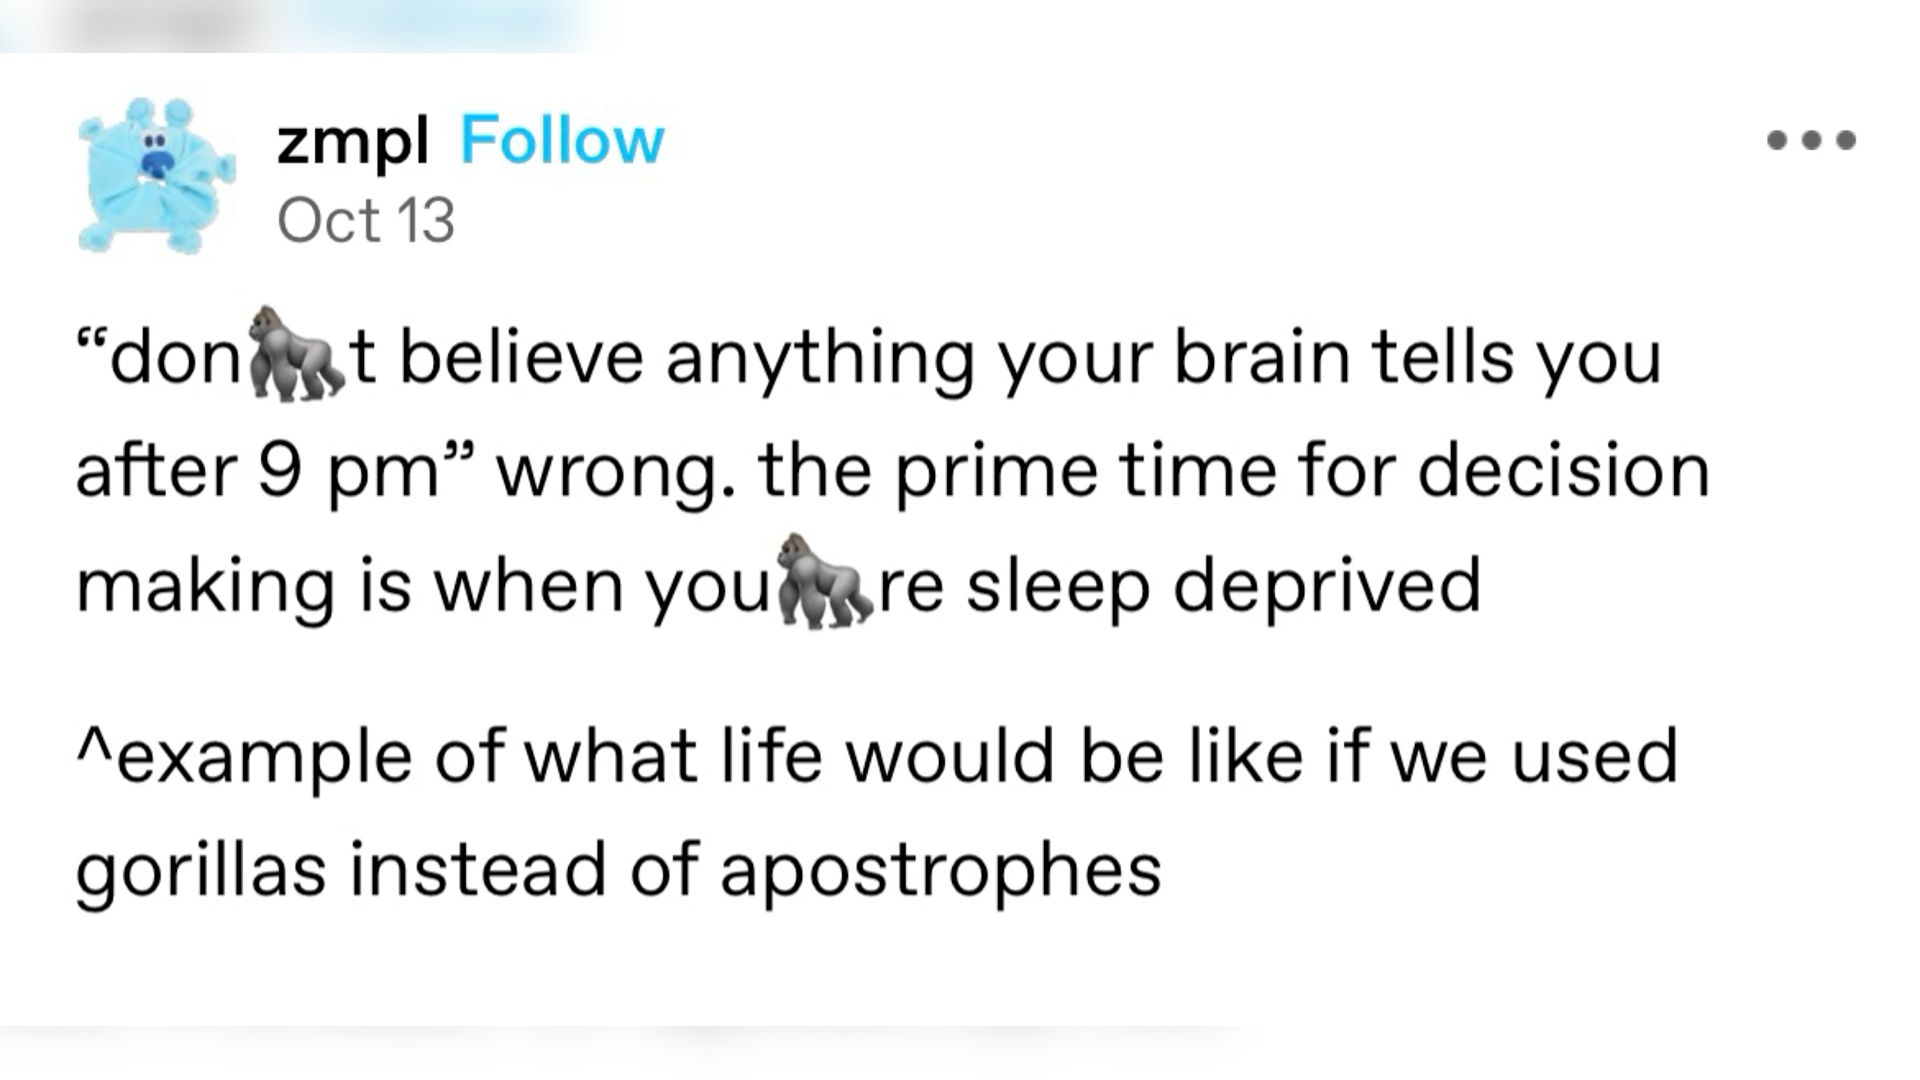 zmpl Follow
Oct 13
“don🦍t believe anything your brain tells you
after 9 pm” wrong. the prime time for decision
making is when you🦍re sleep deprived
^example of what life would be like if we used
gorillas instead of apostrophes